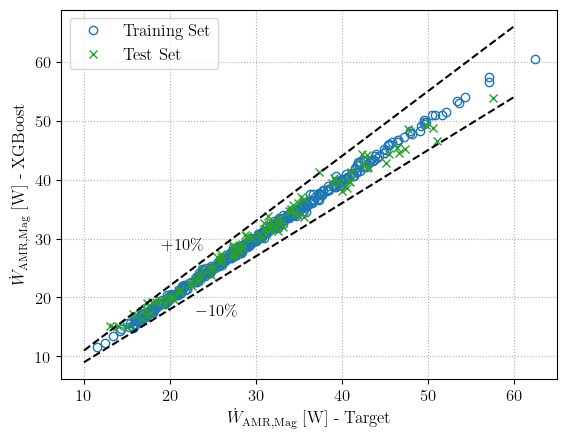 Training Set
Test Set
60
50
40
30
20
10
+10%
−10%
10 20 30 40 50 60
Ẇ_AMR,Mag [W] - XGBoost
Ẇ_AMR,Mag [W] - Target